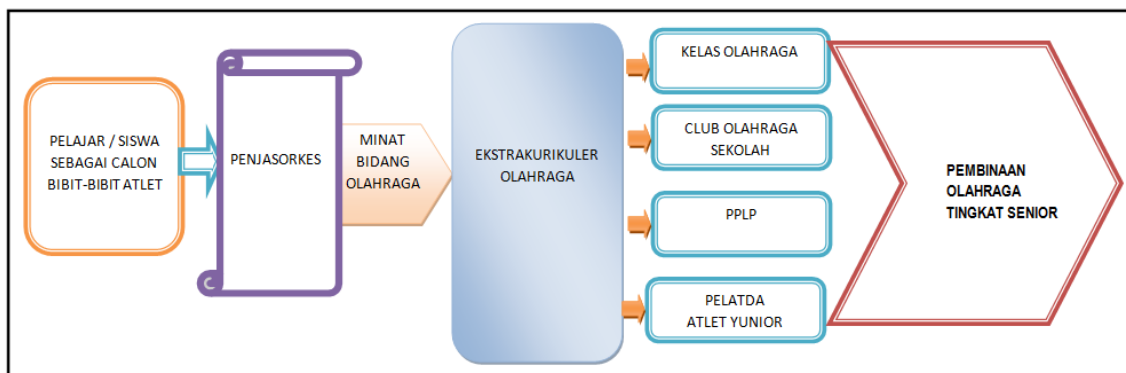 PELAJAR / SISWA
SEBAGAI CALON
BIBIT-BIBIT ATLET
PENJASORKES
MINAT
BIDANG
OLAHRAGA
EKSTRAKURIKULER
OLAHRAGA
KELAS OLAHRAGA
CLUB OLAHRAGA
SEKOLAH
PPLP
PELATDA
ATLET YUNIOR
PEMBINAAN
OLAHRAGA
TINGKAT SENIOR